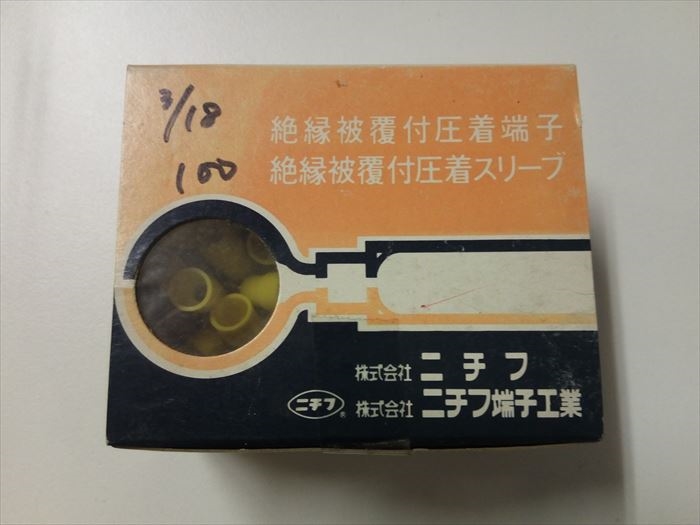 3/18
100
絶縁被覆付圧着端子
絶縁被覆付圧着スリーブ
株式会社 ニチフ
ニチフ ® 株式会社 ニチフ端子工業